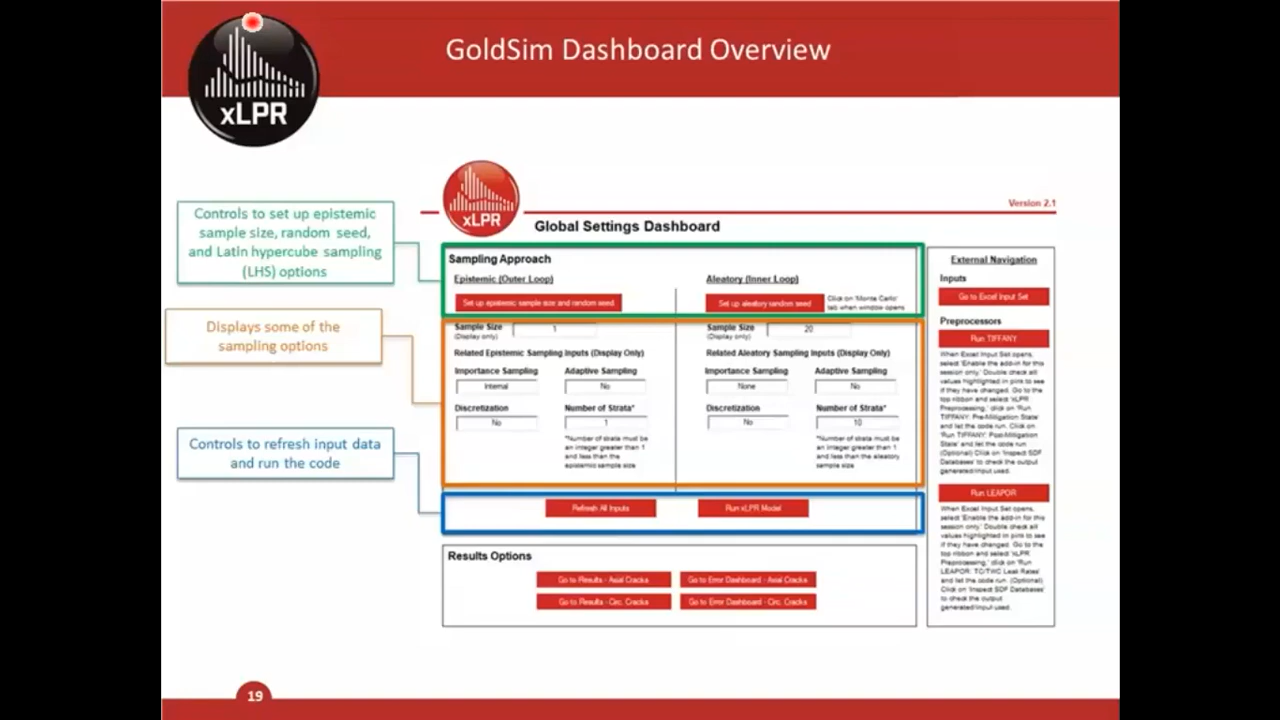 GoldSim Dashboard Overview
xLPR
Controls to set up epistemic
sample size, random seed,
and Latin hypercube sampling
(LHS) options
Displays some of the
sampling options
Controls to refresh input data
and run the code
xLPR
Version 2.1
Global Settings Dashboard
Sampling Approach
Epistemic (Outer Loop)
Set up epistemic sample size and random seed
Sample Size
(Display only)
1
Related Epistemic Sampling Inputs (Display Only)
Importance Sampling
Adaptive Sampling
Internal
No
Discretization
Number of Strata*
No
1
*Number of strata must be
an integer greater than 1
and less than the
epistemic sample size
Aleatory (Inner Loop)
Set up aleatory random seed
Click on 'Monte Carlo'
tab when window opens
Sample Size
(Display only)
20
Related Aleatory Sampling Inputs (Display Only)
Importance Sampling
Adaptive Sampling
None
No
Discretization
Number of Strata*
No
10
*Number of strata must be
an integer greater than 1
and less than the aleatory
sample size
Refresh All Inputs
Run xLPR Model
Results Options
Go to Results - Axial Cracks
Go to Error Dashboard - Axial Cracks
Go to Results - Circ. Cracks
Go to Error Dashboard - Circ. Cracks
External Navigation
Inputs
Go to Excel Input Set
Preprocessors
Run TIFFANY
When Excel Input Set opens,
select 'Enable the add-in for this
session only.' Double check all
values highlighted in pink to see
if they have changed. Go to the
top ribbon and select 'xLPR
Preprocessing,' click on 'Run
TIFFANY: Pre-Mitigation State'
and let the code run. Click on
'Run TIFFANY: Post-Mitigation
State' and let the code run.
(Optional) Click on 'Inspect SDF
Databases' to check the output
generated/input used.
Run LEAPOR
When Excel Input Set opens,
select 'Enable the add-in for this
session only.' Double check all
values highlighted in pink to see
if they have changed. Go to the
top ribbon and select 'xLPR
Preprocessing,' click on 'Run
LEAPOR: TC/TWC Leak Rates'
and let the code run. (Optional)
Click on 'Inspect SDF Databases'
to check the output
generated/input used.
19